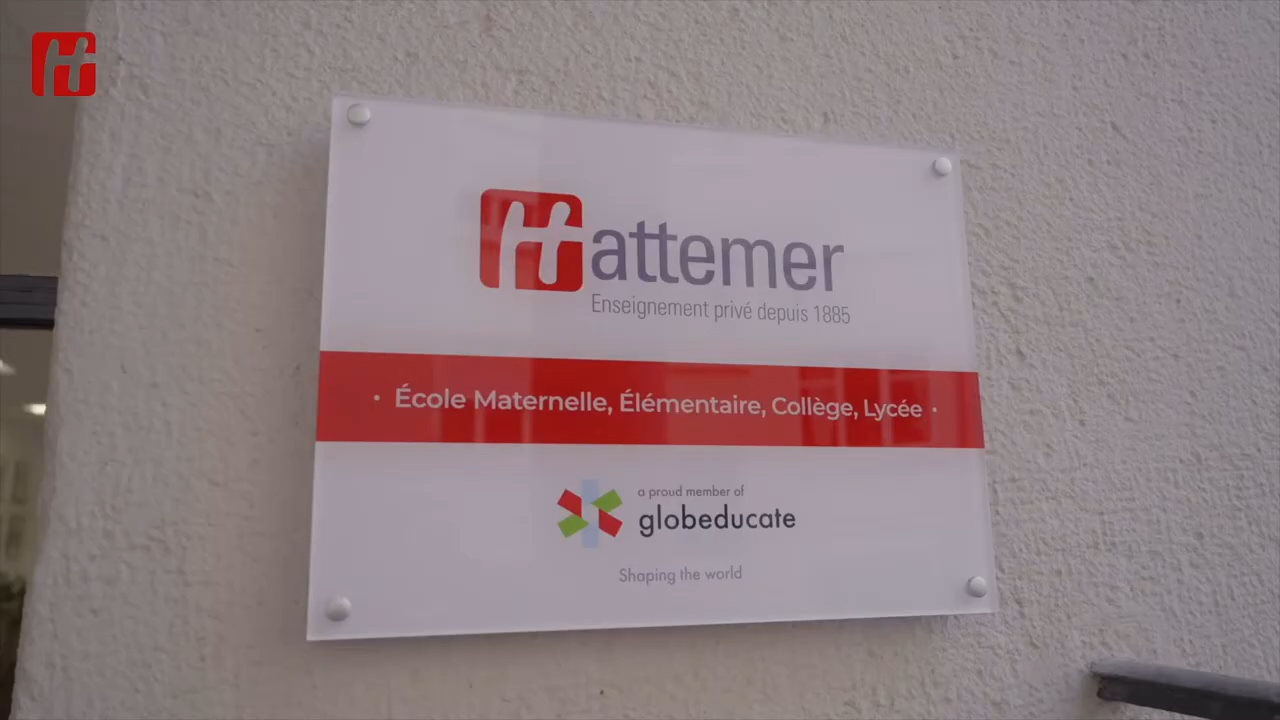 Hattemer
Enseignement privé depuis 1885
· École Maternelle, Élémentaire, Collège, Lycée ·
a proud member of
globeducate
Shaping the world